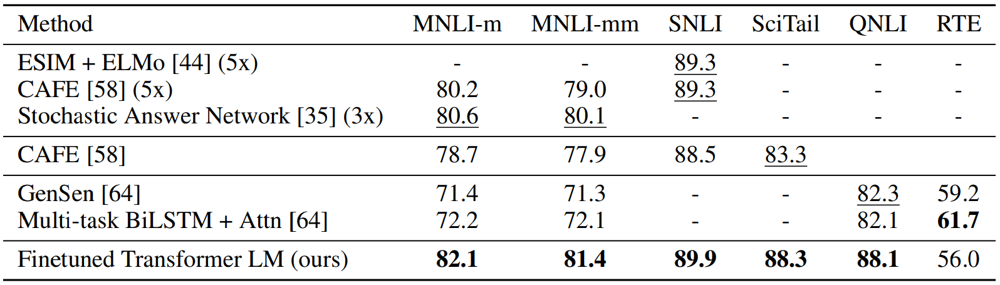 Method MNLI-m MNLI-mm SNLI SciTail QNLI RTE
ESIM + ELMo [44] (5x) - - 89.3 - - -
CAFE [58] (5x) 80.2 79.0 89.3 - - -
Stochastic Answer Network [35] (3x) 80.6 80.1 - - - -
CAFE [58] 78.7 77.9 88.5 83.3
GenSen [64] 71.4 71.3 - - 82.3 59.2
Multi-task BiLSTM + Attn [64] 72.2 72.1 - - 82.1 61.7
Finetuned Transformer LM (ours) 82.1 81.4 89.9 88.3 88.1 56.0